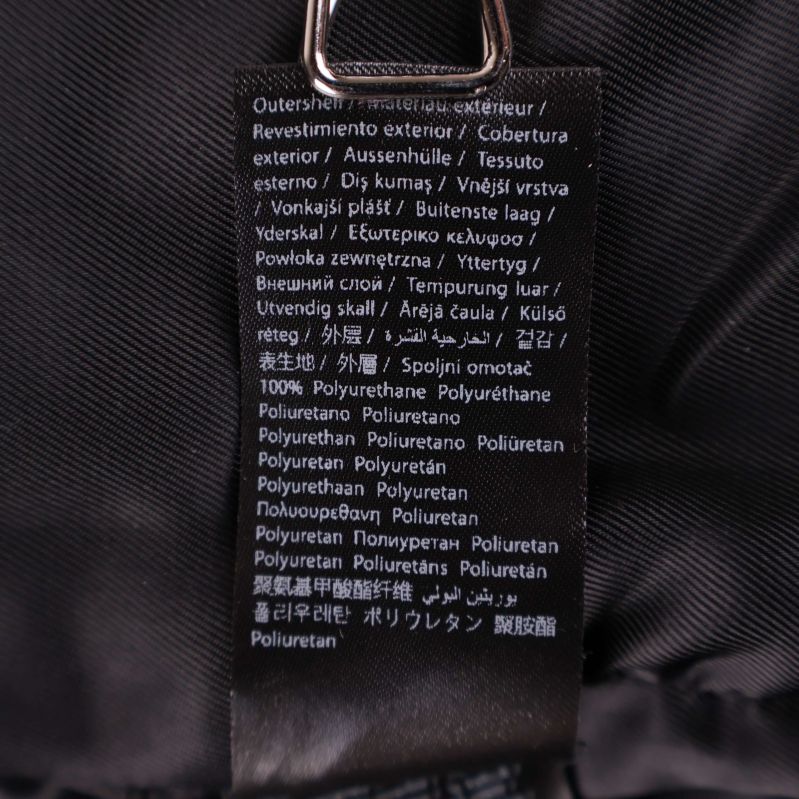 Outershell / Matériau extérieur /
Revestimiento exterior / Cobertura
exterior / Aussenhülle / Tessuto
esterno / Diş kumaş / Vnější vrstva
/ Vonkajší plášť / Buitenste laag /
Yderskal / Εξωτερικο κελυφοσ /
Powłoka zewnętrzna / Yttertyg /
Внешний слой / Tempurung luar /
Utvendig skall / Ārējā čaula / Külső
réteg / 外层 / الخارجية القشرة / 겉감 /
表生地 / 外層 / Spoljni omotač
100% Polyurethane Polyuréthane
Poliuretano Poliuretano
Polyurethan Poliuretano Poliüretan
Polyuretan Polyuretán
Polyurethaan Polyuretan
Πολυουρεθανη Poliuretan
Polyuretan Полиуретан Poliuretan
Polyuretan Poliuretāns Poliuretán
聚氨基甲酸酯纤维 يوريثين البولي
폴리우레탄 ポリウレタン 聚胺酯
Poliuretan